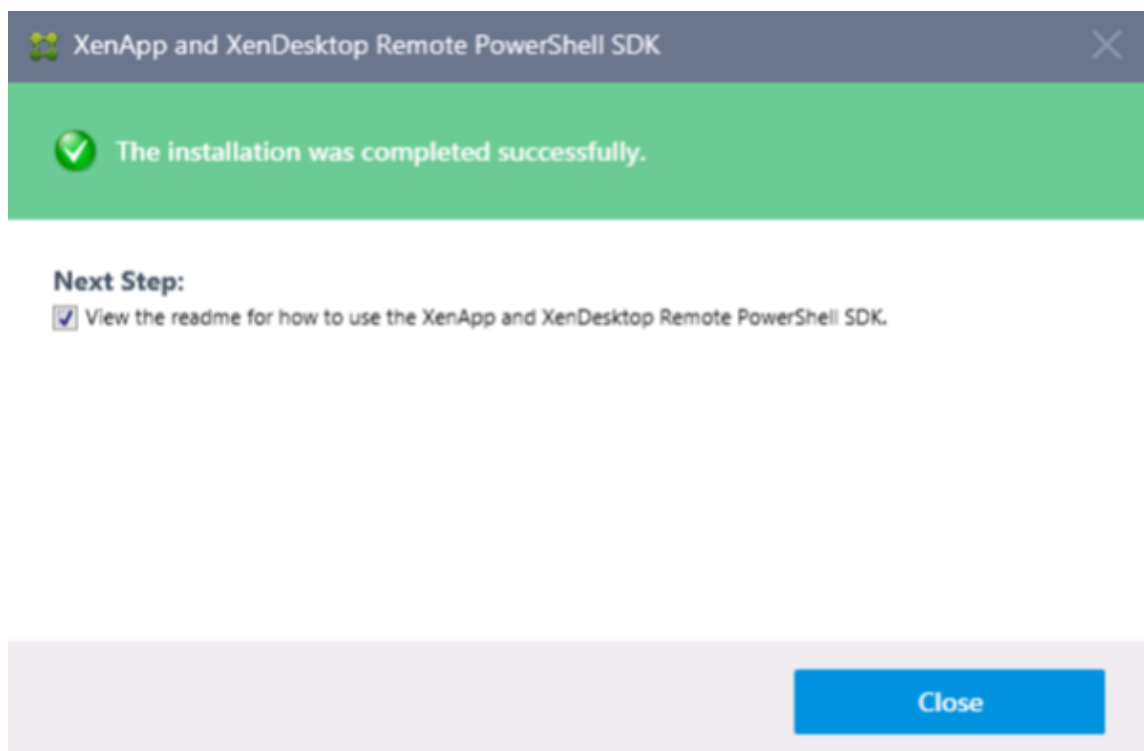 XenApp and XenDesktop Remote PowerShell SDK
The installation was completed successfully.
Next Step:
View the readme for how to use the XenApp and XenDesktop Remote PowerShell SDK.
Close